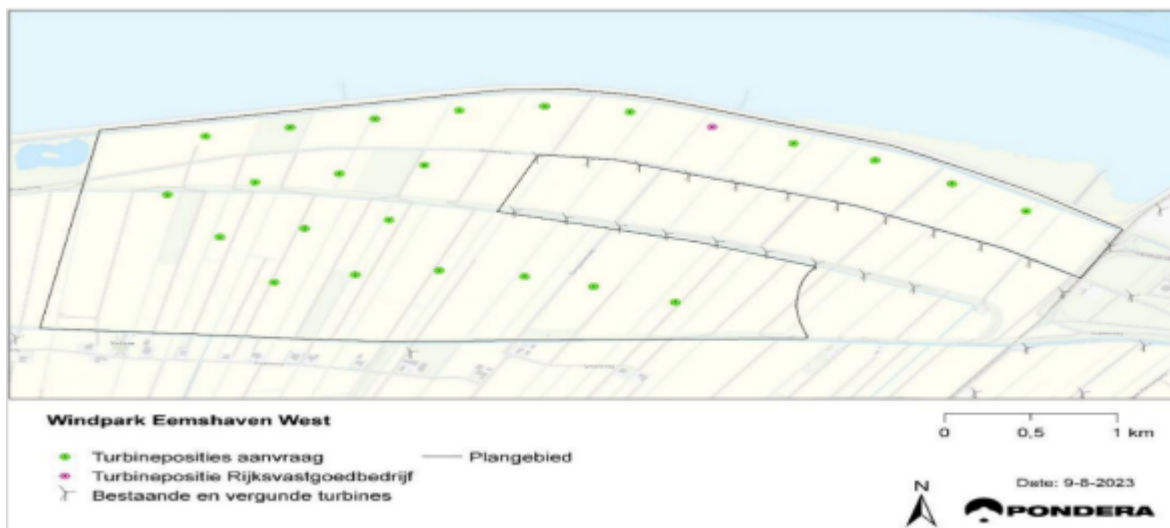 Windpark Eemshaven West
Turbineposities aanvraag
Plangebied
Turbinepositie Rijksvastgoedbedrijf
Bestaande en vergunde turbines
0 0,5 1 km
N
Date: 9-8-2023
PONDERA